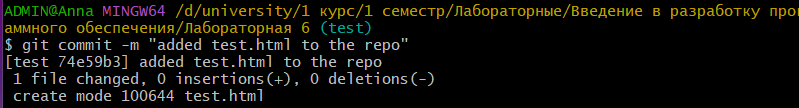 ADMIN@Anna MINGW64 /d/university/1 курс/1 семестр/Лабораторные/Введение в разработку про
аммного обеспечения/Лабораторная 6 (test)
$ git commit -m "added test.html to the repo"
[test 74e59b3] added test.html to the repo
 1 file changed, 0 insertions(+), 0 deletions(-)
 create mode 100644 test.html